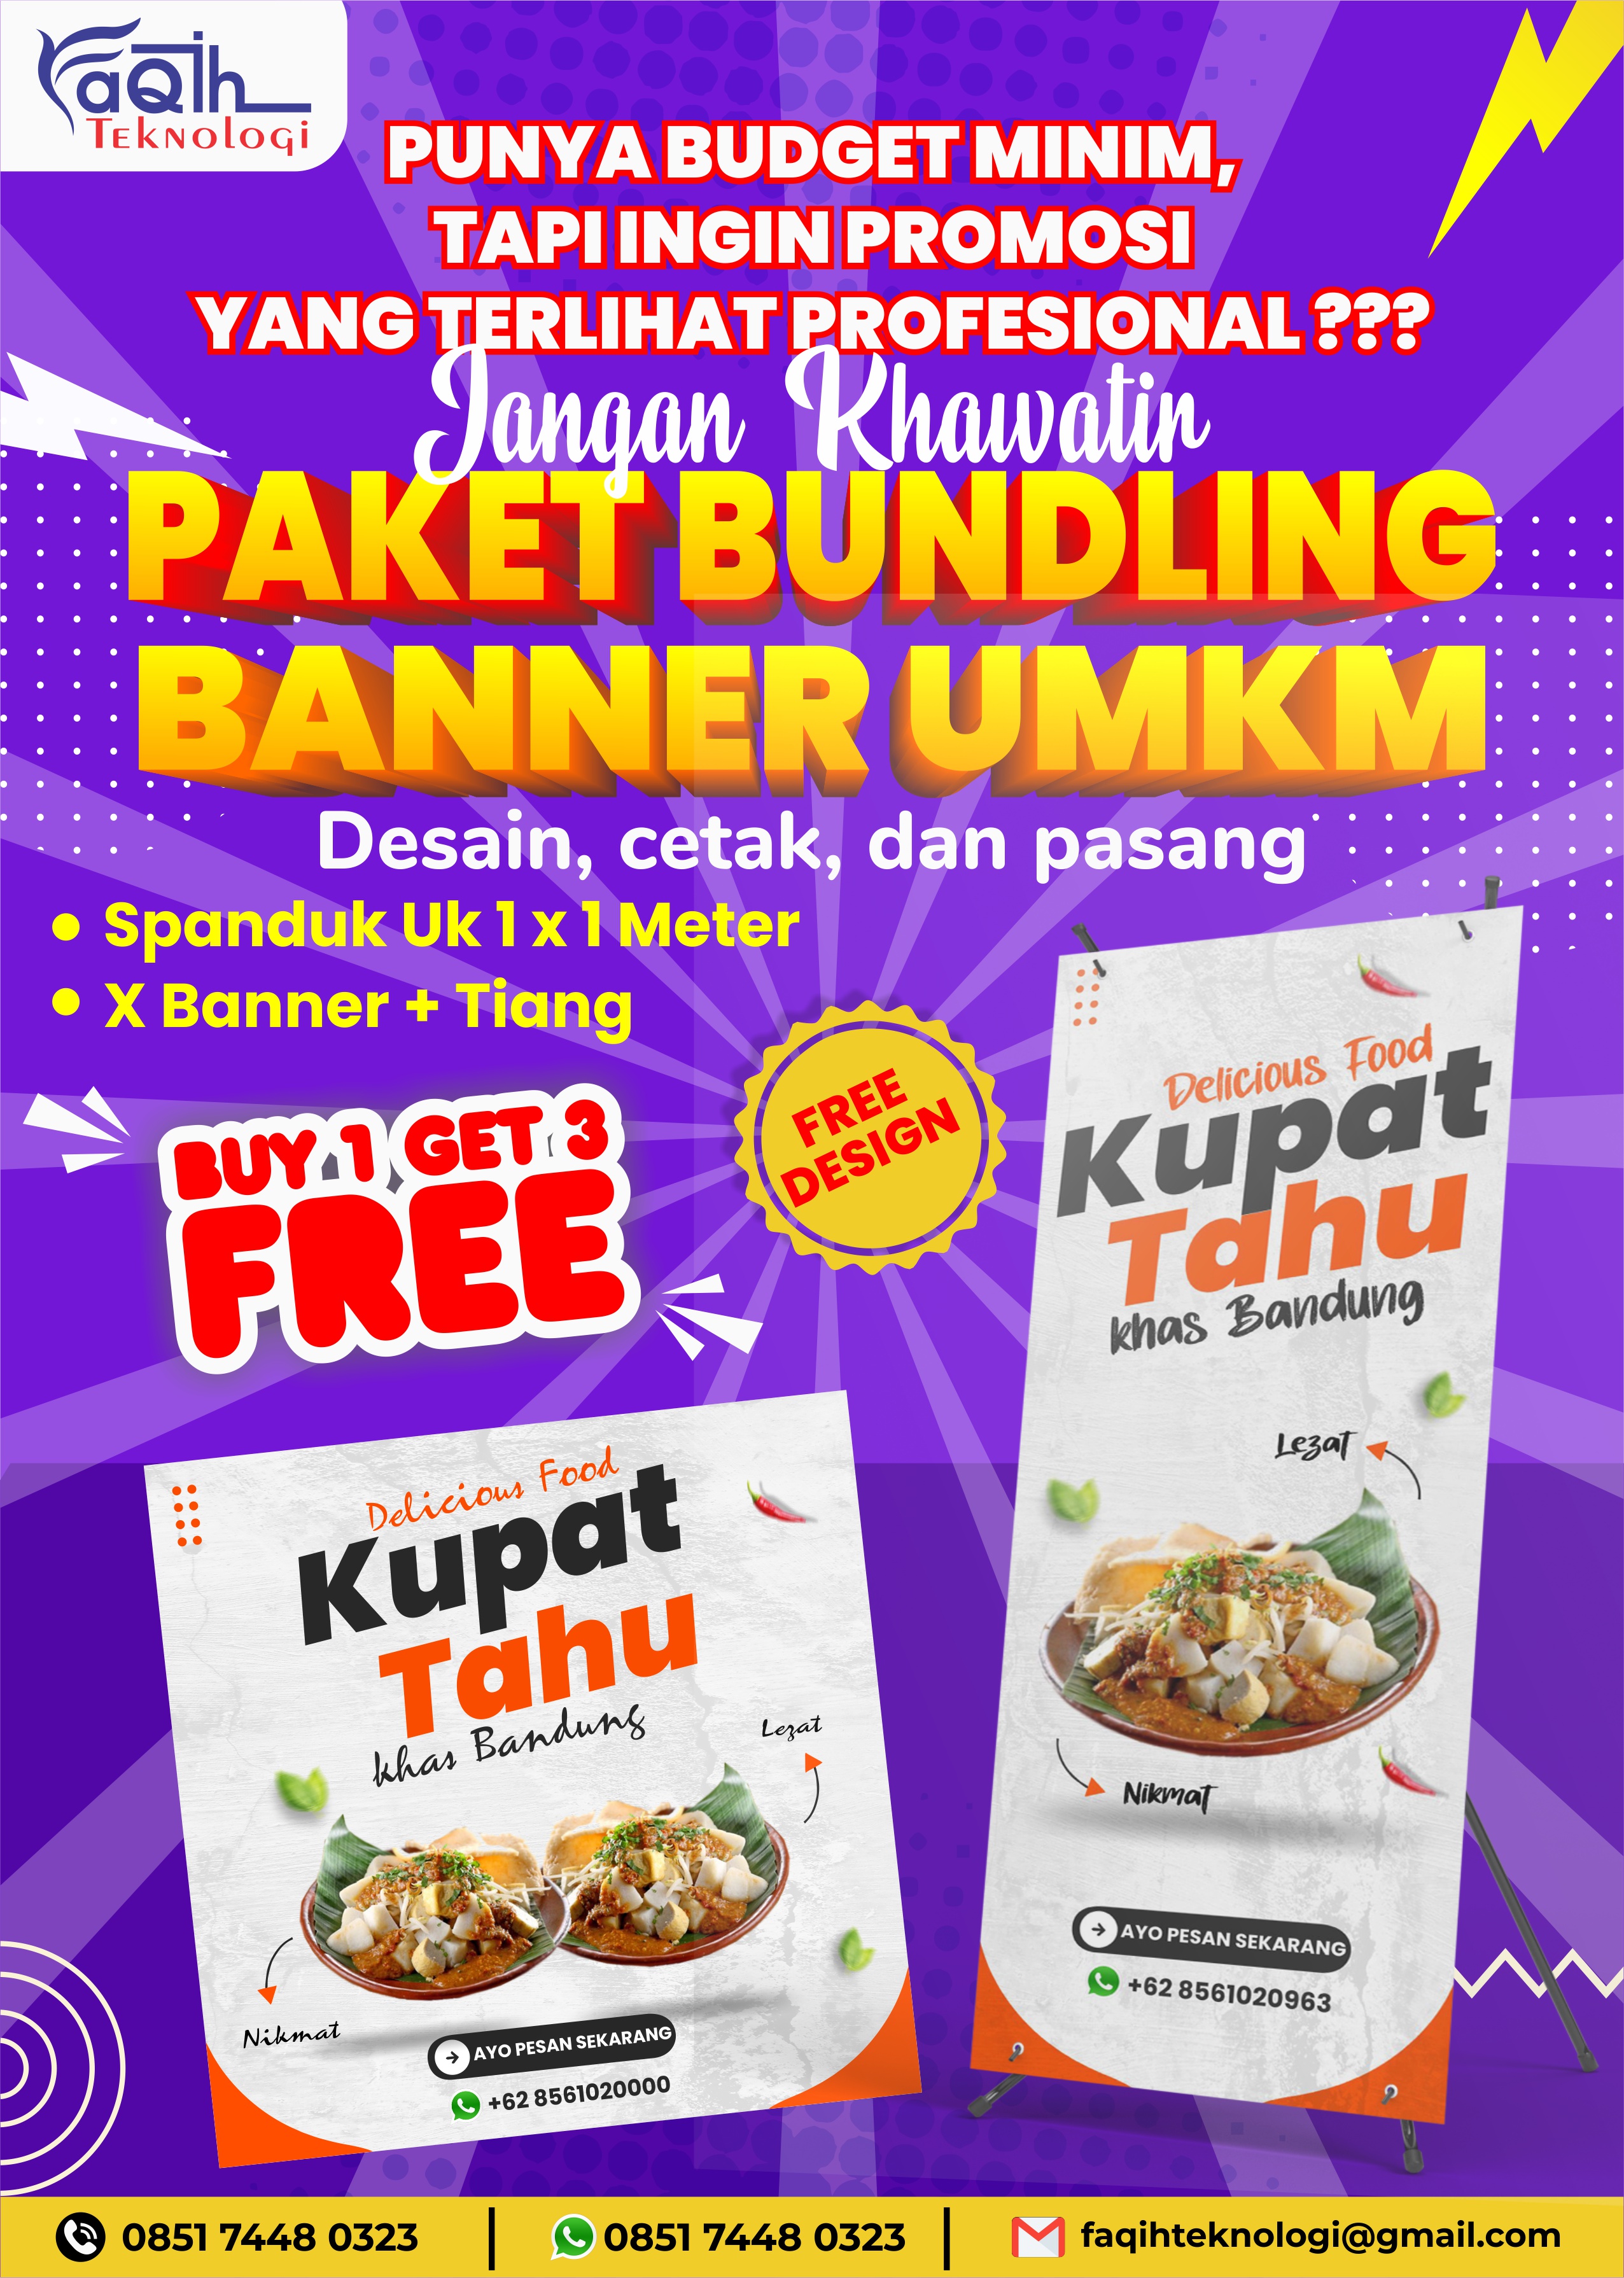 FaQih
Teknologi
PUNYA BUDGET MINIM,
TAPI INGIN PROMOSI
YANG TERLIHAT PROFESIONAL ???
Jangan Khawatir
PAKET BUNDLING
BANNER UMKM
Desain, cetak, dan pasang
• Spanduk Uk 1 x 1 Meter
• X Banner + Tiang
BUY 1 GET 3
FREE
FREE
DESIGN
Delicious Food
Kupat
Tahu
khas Bandung
Lezat
Nikmat
AYO PESAN SEKARANG
+62 8561020963
Delicious Food
Kupat
Tahu
khas Bandung
Lezat
Nikmat
AYO PESAN SEKARANG
+62 8561020000
0851 7448 0323 | 0851 7448 0323 | faqihteknologi@gmail.com